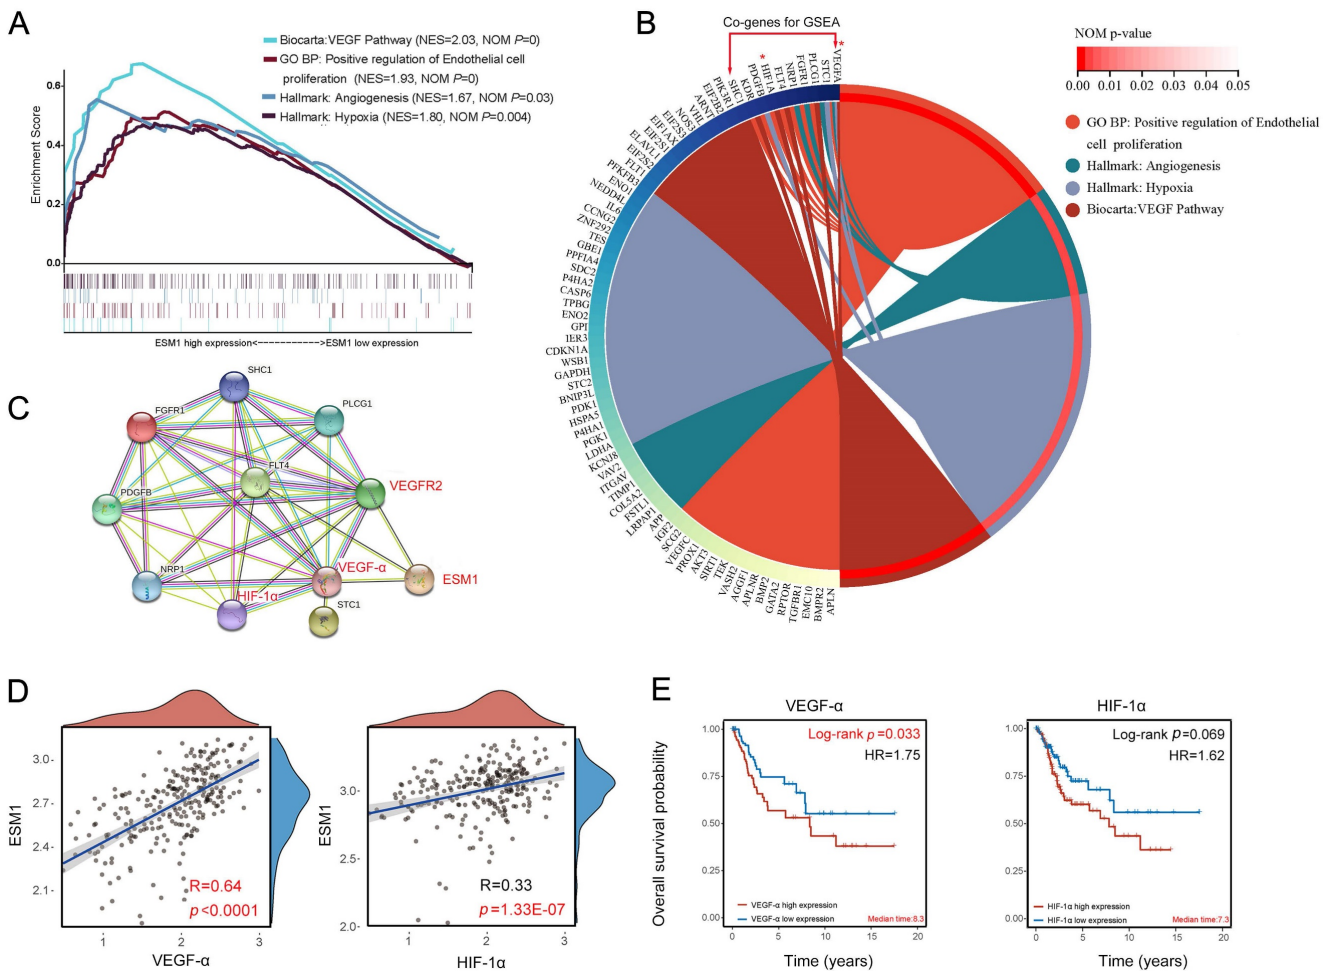 A
Biocarta:VEGF Pathway (NES=2.03, NOM P=0)
GO BP: Positive regulation of Endothelial cell
proliferation (NES=1.93, NOM P=0)
Hallmark: Angiogenesis (NES=1.67, NOM P=0.03)
Hallmark: Hypoxia (NES=1.80, NOM P=0.004)
Enrichment Score
0.6
0.4
0.2
0.0
ESM1 high expression<------------>ESM1 low expression
B
Co-genes for GSEA
*
*
VEGFA
STC1
PLCG1
FGFR1
NRP1
FLT4
HIF1A
PDGFB
KDR
SHC1
PIK3R1
EIF2B2
ARNT
VHL
NOS3
EIF2S3
EIF1AX
EIF2S1
ELAVL1
EIF2S2
FLT1
PFKFB3
ENO1
NEDD4L
IL6
CCNG2
ZNF292
TES
GBE1
PPFIA4
SDC2
P4HA2
CASP6
TPBG
ENO2
GPI
IER3
CDKN1A
WSB1
GAPDH
STC2
BNIP3L
PDK1
HSPA5
P4HA1
PGK1
LDHA
KCNJ8
VAV2
ITGAV
TIMP1
COL5A2
FSTL1
LRPAP1
APP
IGF2
SCG2
VEGFC
PROX1
AKT3
SIRT1
TEK
VASH2
AGGF1
APLNR
BMP2
GATA2
RPTOR
TGFBR1
EMC10
BMPR2
APLN
NOM p-value
0.00 0.01 0.02 0.03 0.04 0.05
GO BP: Positive regulation of Endothelial
cell proliferation
Hallmark: Angiogenesis
Hallmark: Hypoxia
Biocarta:VEGF Pathway
C
SHC1
FGFR1
PLCG1
FLT4
VEGFR2
PDGFB
NRP1
VEGF-α
ESM1
HIF-1α
STC1
D
ESM1
3.0
2.7
2.4
2.1
R=0.64
p<0.0001
1 2 3
VEGF-α
ESM1
3.0
2.5
2.0
R=0.33
p=1.33E-07
1 2 3
HIF-1α
E
Overall survival probability
VEGF-α
1.00
0.75
0.50
0.25
0.00
Log-rank p=0.033
HR=1.75
VEGF-α high expression
VEGF-α low expression
Median time:8.3
0 5 10 15 20
Time (years)
HIF-1α
1.00
0.75
0.50
0.25
0.00
Log-rank p=0.069
HR=1.62
HIF-1α high expression
HIF-1α low expression
Median time:7.3
0 5 10 15 20
Time (years)